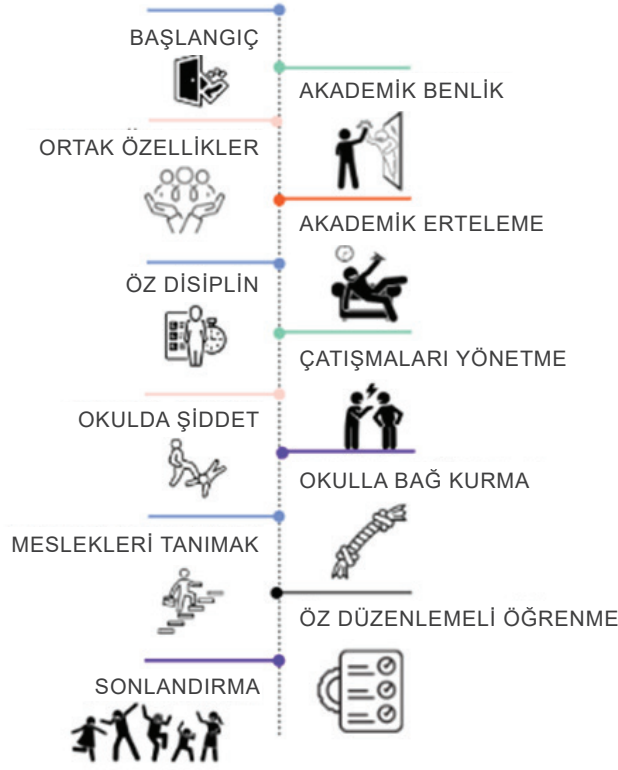 BAŞLANGIÇ
AKADEMİK BENLİK
ORTAK ÖZELLİKLER
AKADEMİK ERTELEME
ÖZ DİSİPLİN
ÇATIŞMALARI YÖNETME
OKULDA ŞİDDET
OKULLA BAĞ KURMA
MESLEKLERİ TANIMAK
ÖZ DÜZENLEMELİ ÖĞRENME
SONLANDIRMA